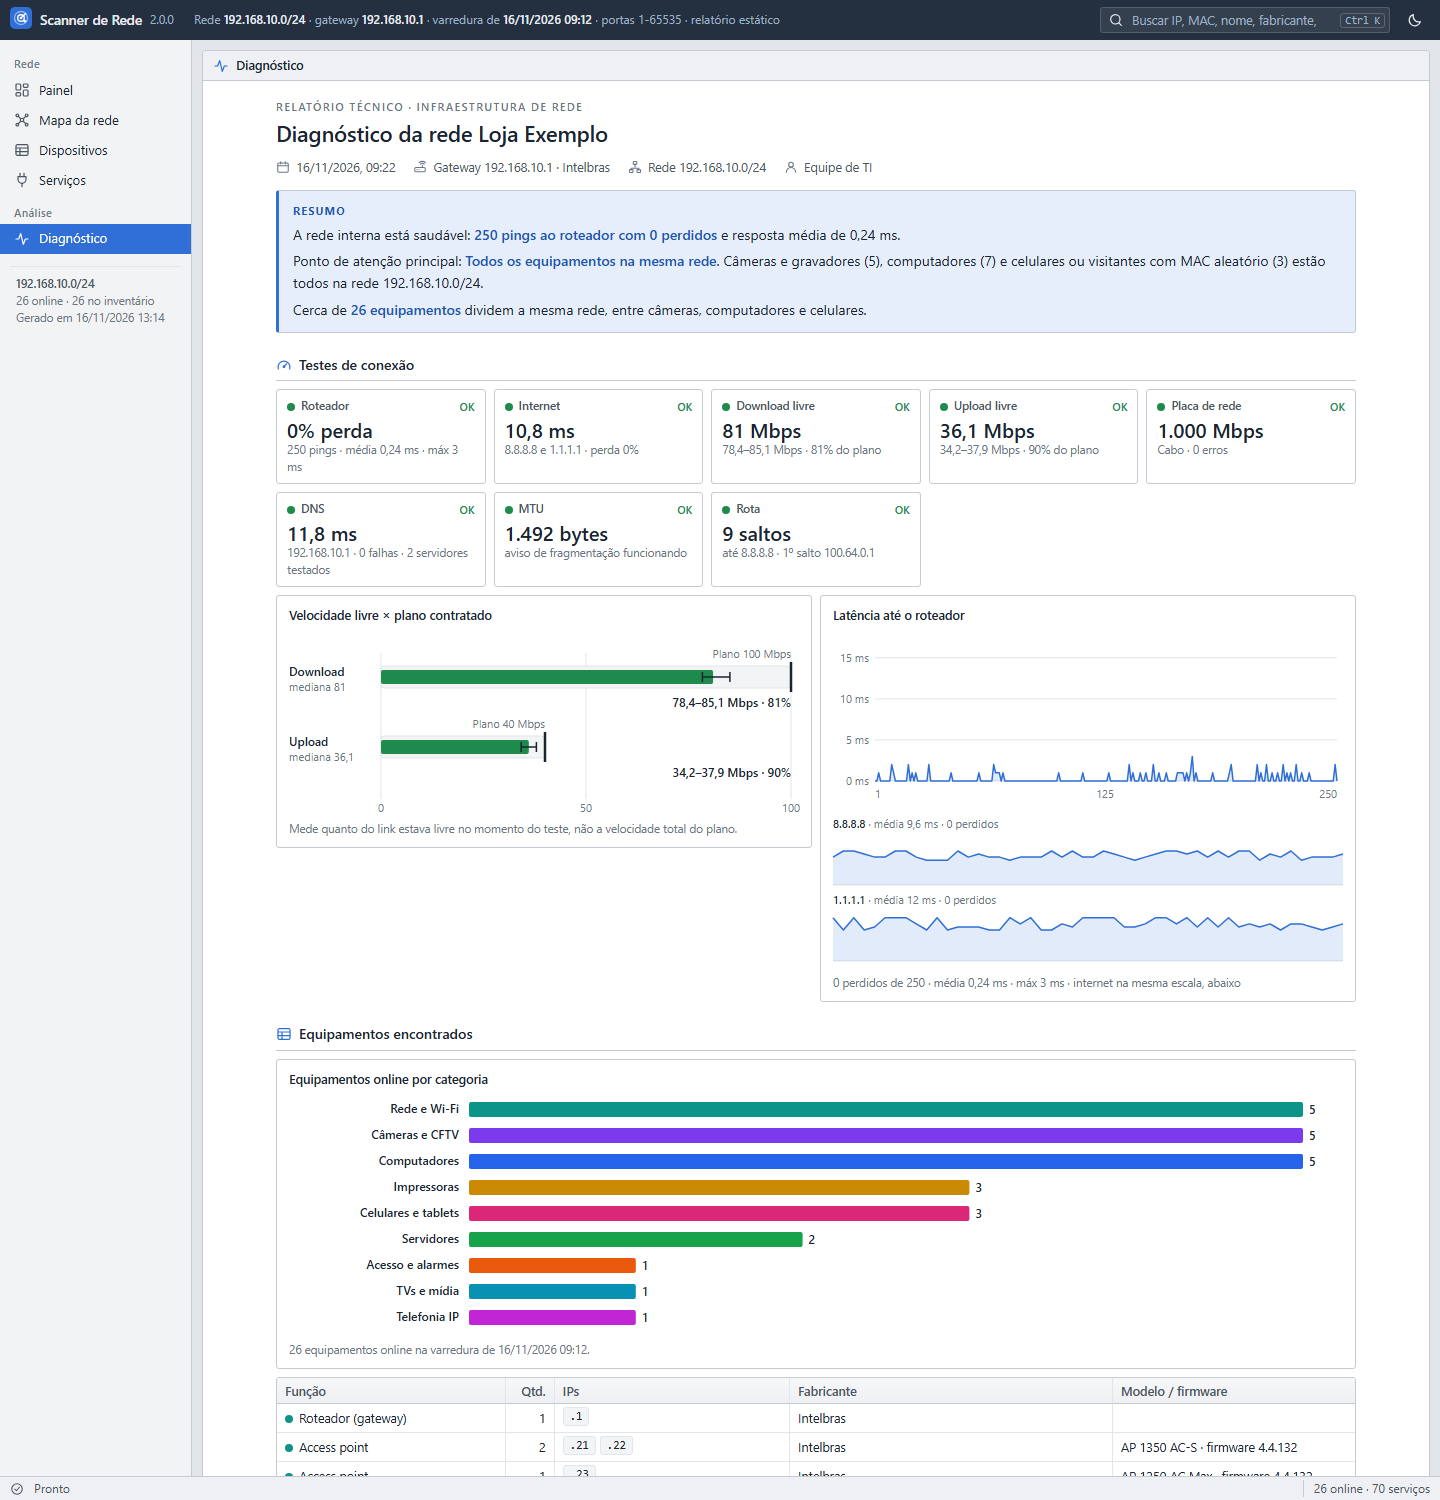 Scanner de Rede 2.0.0
Rede 192.168.10.0/24 · gateway 192.168.10.1 · varredura de 16/11/2026 09:12 · portas 1-65535 · relatório estático
Buscar IP, MAC, nome, fabricante,
Ctrl K
Rede
Painel
Mapa da rede
Dispositivos
Serviços
Análise
Diagnóstico
192.168.10.0/24
26 online · 26 no inventário
Gerado em 16/11/2026 13:14
Diagnóstico
RELATÓRIO TÉCNICO · INFRAESTRUTURA DE REDE
Diagnóstico da rede Loja Exemplo
16/11/2026, 09:22
Gateway 192.168.10.1 · Intelbras
Rede 192.168.10.0/24
Equipe de TI
RESUMO
A rede interna está saudável: 250 pings ao roteador com 0 perdidos e resposta média de 0,24 ms.
Ponto de atenção principal: Todos os equipamentos na mesma rede. Câmeras e gravadores (5), computadores (7) e celulares ou visitantes com MAC aleatório (3) estão
todos na rede 192.168.10.0/24.
Cerca de 26 equipamentos dividem a mesma rede, entre câmeras, computadores e celulares.
Testes de conexão
Roteador OK
0% perda
250 pings · média 0,24 ms · máx 3
ms
Internet OK
10,8 ms
8.8.8.8 e 1.1.1.1 · perda 0%
Download livre OK
81 Mbps
78,4–85,1 Mbps · 81% do plano
Upload livre OK
36,1 Mbps
34,2–37,9 Mbps · 90% do plano
Placa de rede OK
1.000 Mbps
Cabo · 0 erros
DNS OK
11,8 ms
192.168.10.1 · 0 falhas · 2 servidores
testados
MTU OK
1.492 bytes
aviso de fragmentação funcionando
Rota OK
9 saltos
até 8.8.8.8 · 1º salto 100.64.0.1
Velocidade livre × plano contratado
Plano 100 Mbps
Download
mediana 81
78,4–85,1 Mbps · 81%
Plano 40 Mbps
Upload
mediana 36,1
34,2–37,9 Mbps · 90%
0 50 100
Mede quanto do link estava livre no momento do teste, não a velocidade total do plano.
Latência até o roteador
15 ms
10 ms
5 ms
0 ms
1 125 250
8.8.8.8 · média 9,6 ms · 0 perdidos
1.1.1.1 · média 12 ms · 0 perdidos
0 perdidos de 250 · média 0,24 ms · máx 3 ms · internet na mesma escala, abaixo
Equipamentos encontrados
Equipamentos online por categoria
Rede e Wi-Fi 5
Câmeras e CFTV 5
Computadores 5
Impressoras 3
Celulares e tablets 3
Servidores 2
Acesso e alarmes 1
TVs e mídia 1
Telefonia IP 1
26 equipamentos online na varredura de 16/11/2026 09:12.
Função Qtd. IPs Fabricante Modelo / firmware
Roteador (gateway) 1 .1 Intelbras
Access point 2 .21 .22 Intelbras AP 1350 AC-S · firmware 4.4.132
Access point 1 .23 Intelbras AP 1250 AC Max · firmware 4.4.132
Pronto
26 online · 70 serviços